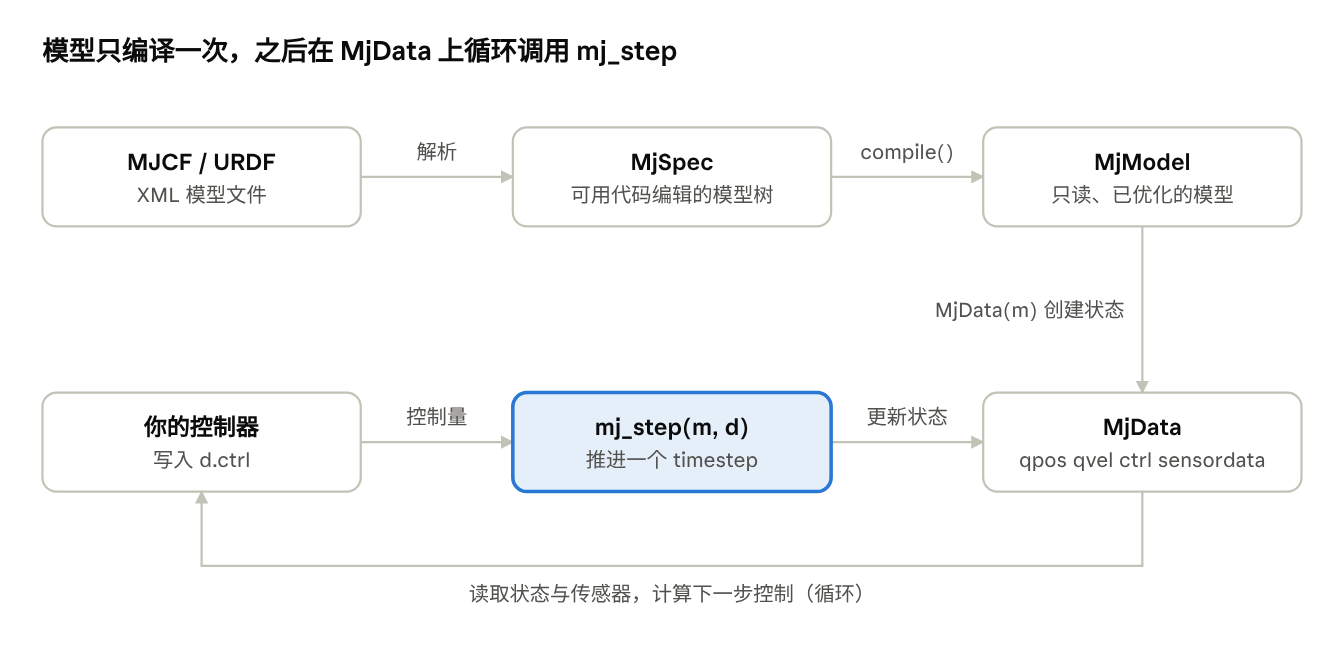 模型只编译一次，之后在 MjData 上循环调用 mj_step
MJCF / URDF
XML 模型文件
解析
MjSpec
可用代码编辑的模型树
compile()
MjModel
只读、已优化的模型
MjData(m) 创建状态
你的控制器
写入 d.ctrl
控制量
mj_step(m, d)
推进一个 timestep
更新状态
MjData
qpos qvel ctrl sensordata
读取状态与传感器，计算下一步控制（循环）